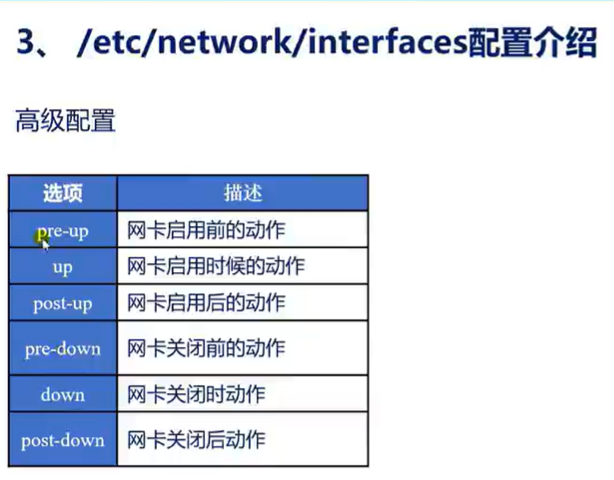 3、 /etc/network/interfaces配置介绍
高级配置
选项 描述
pre-up 网卡启用前的动作
up 网卡启用时候的动作
post-up 网卡启用后的动作
pre-down 网卡关闭前的动作
down 网卡关闭时动作
post-down 网卡关闭后动作